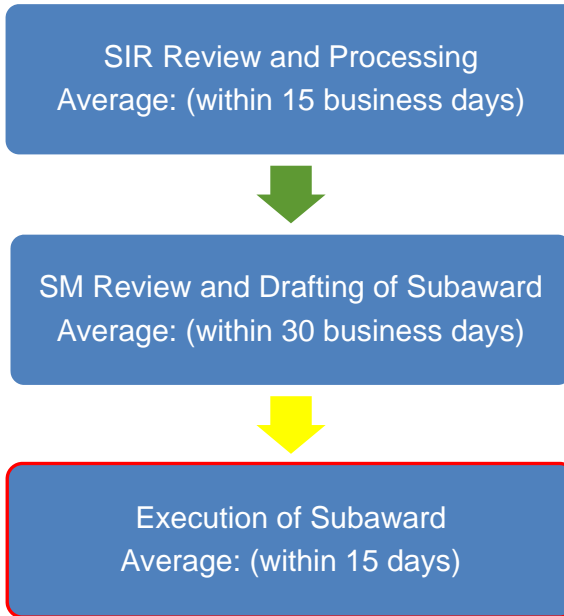 SIR Review and Processing
Average: (within 15 business days)
SM Review and Drafting of Subaward
Average: (within 30 business days)
Execution of Subaward
Average: (within 15 days)